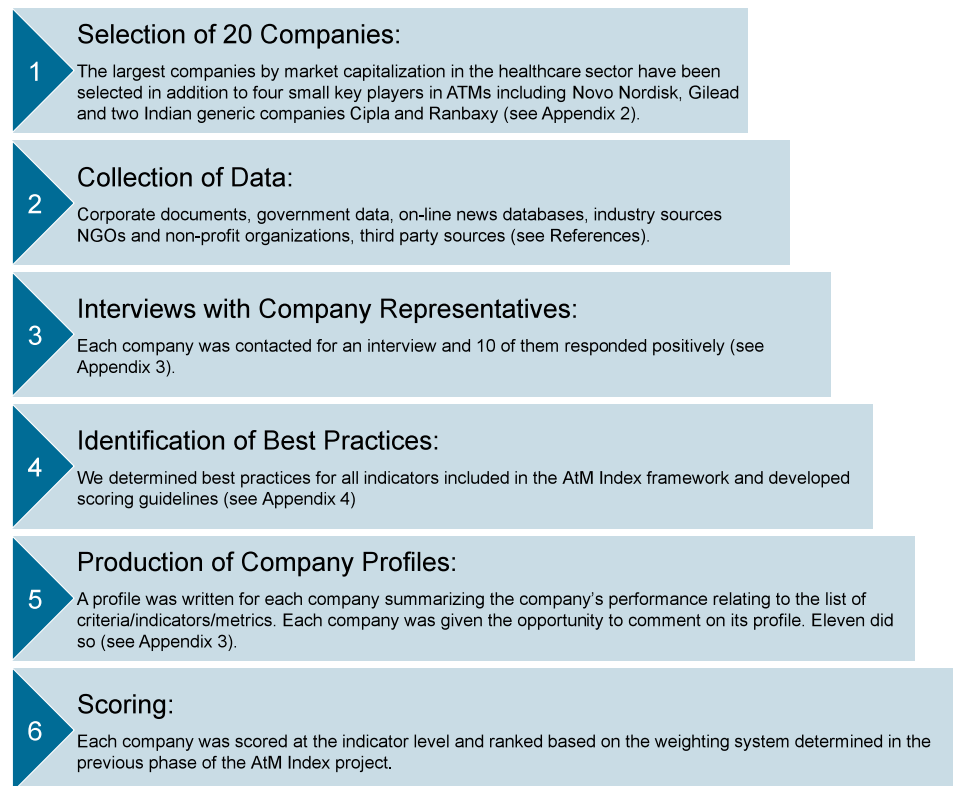 1
Selection of 20 Companies:
The largest companies by market capitalization in the healthcare sector have been
selected in addition to four small key players in ATMs including Novo Nordisk, Gilead
and two Indian generic companies Cipla and Ranbaxy (see Appendix 2).
2
Collection of Data:
Corporate documents, government data, on-line news databases, industry sources
NGOs and non-profit organizations, third party sources (see References).
3
Interviews with Company Representatives:
Each company was contacted for an interview and 10 of them responded positively (see
Appendix 3).
4
Identification of Best Practices:
We determined best practices for all indicators included in the AtM Index framework and developed
scoring guidelines (see Appendix 4)
5
Production of Company Profiles:
A profile was written for each company summarizing the company’s performance relating to the list of
criteria/indicators/metrics. Each company was given the opportunity to comment on its profile. Eleven did
so (see Appendix 3).
6
Scoring:
Each company was scored at the indicator level and ranked based on the weighting system determined in the
previous phase of the AtM Index project.